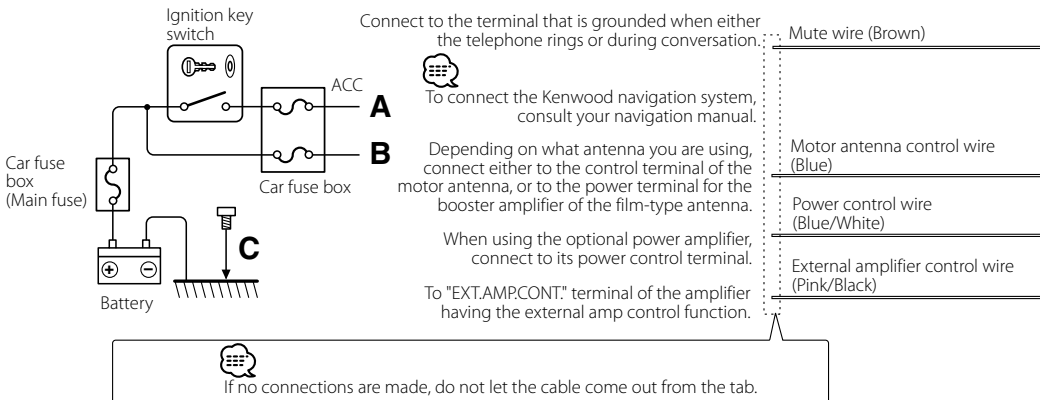 Ignition key
switch
ACC
A
B
Car fuse
box
(Main fuse)
Car fuse box
C
+
−
Battery
Connect to the terminal that is grounded when either
the telephone rings or during conversation.
Mute wire (Brown)
To connect the Kenwood navigation system,
consult your navigation manual.
Depending on what antenna you are using,
connect either to the control terminal of the
motor antenna, or to the power terminal for the
booster amplifier of the film-type antenna.
Motor antenna control wire
(Blue)
When using the optional power amplifier,
connect to its power control terminal.
Power control wire
(Blue/White)
To "EXT.AMP.CONT." terminal of the amplifier
having the external amp control function.
External amplifier control wire
(Pink/Black)
If no connections are made, do not let the cable come out from the tab.